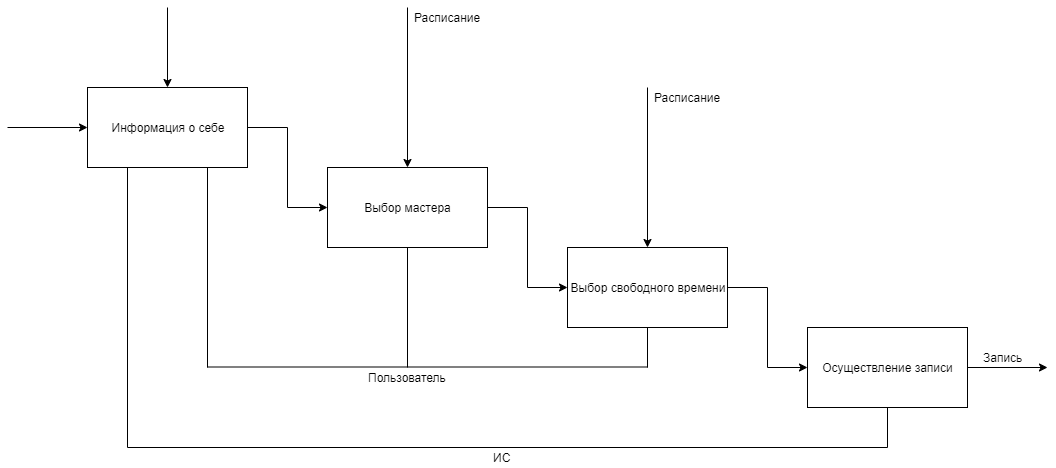 Расписание
Расписание
Информация о себе
Выбор мастера
Выбор свободного времени
Запись
Осуществление записи
Пользователь
ИС